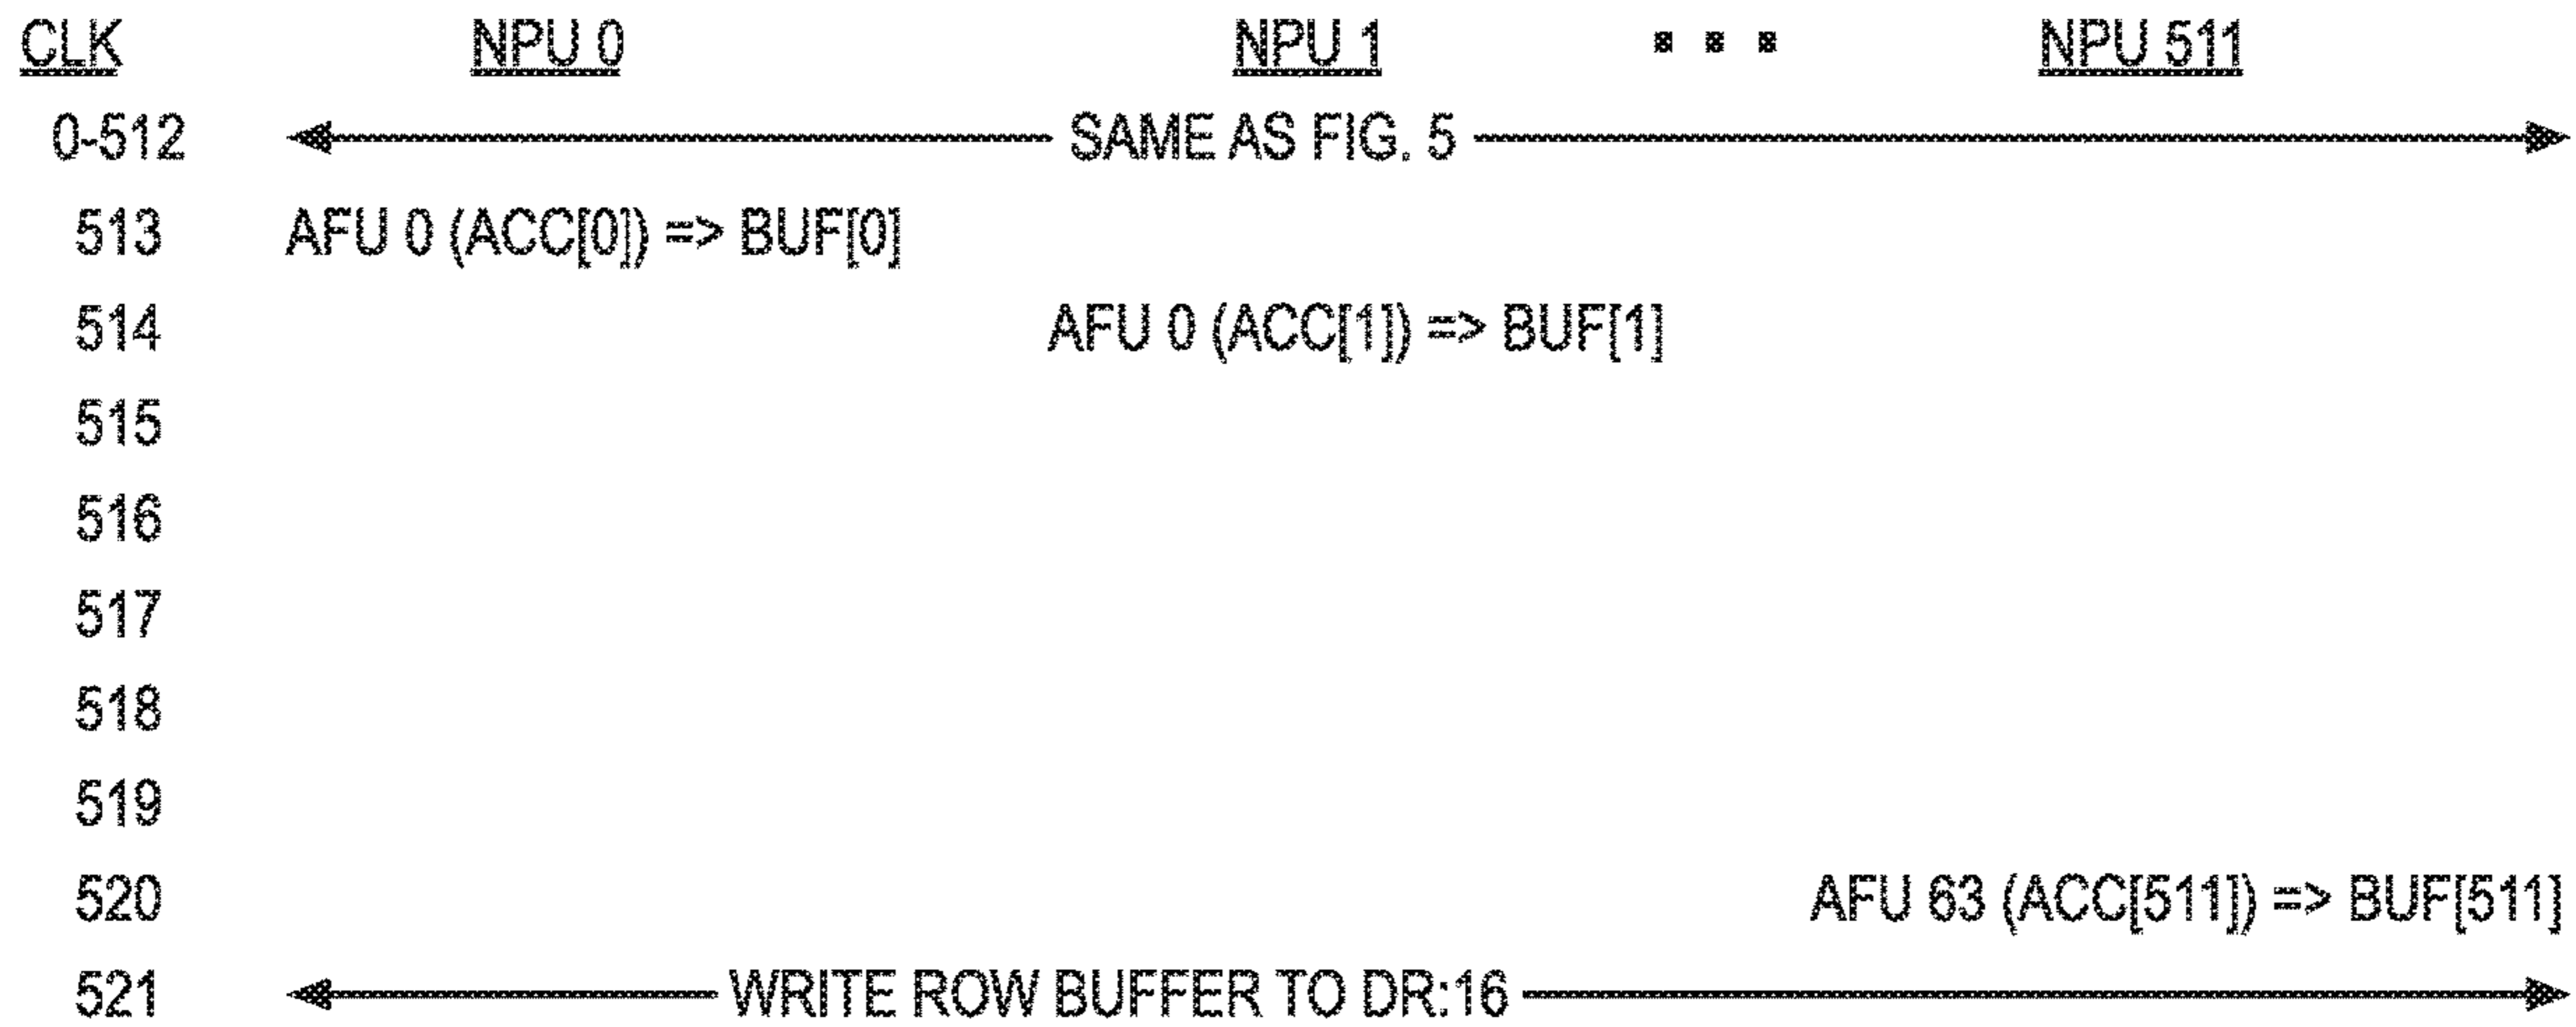 CLK NPU 0 NPU 1 ... NPU 511
0-512 SAME AS FIG. 5
513 AFU 0 (ACC[0]) => BUF[0]
514 AFU 0 (ACC[1]) => BUF[1]
515
516
517
518
519
520 AFU 63 (ACC[511]) => BUF[511]
521 WRITE ROW BUFFER TO DR:16